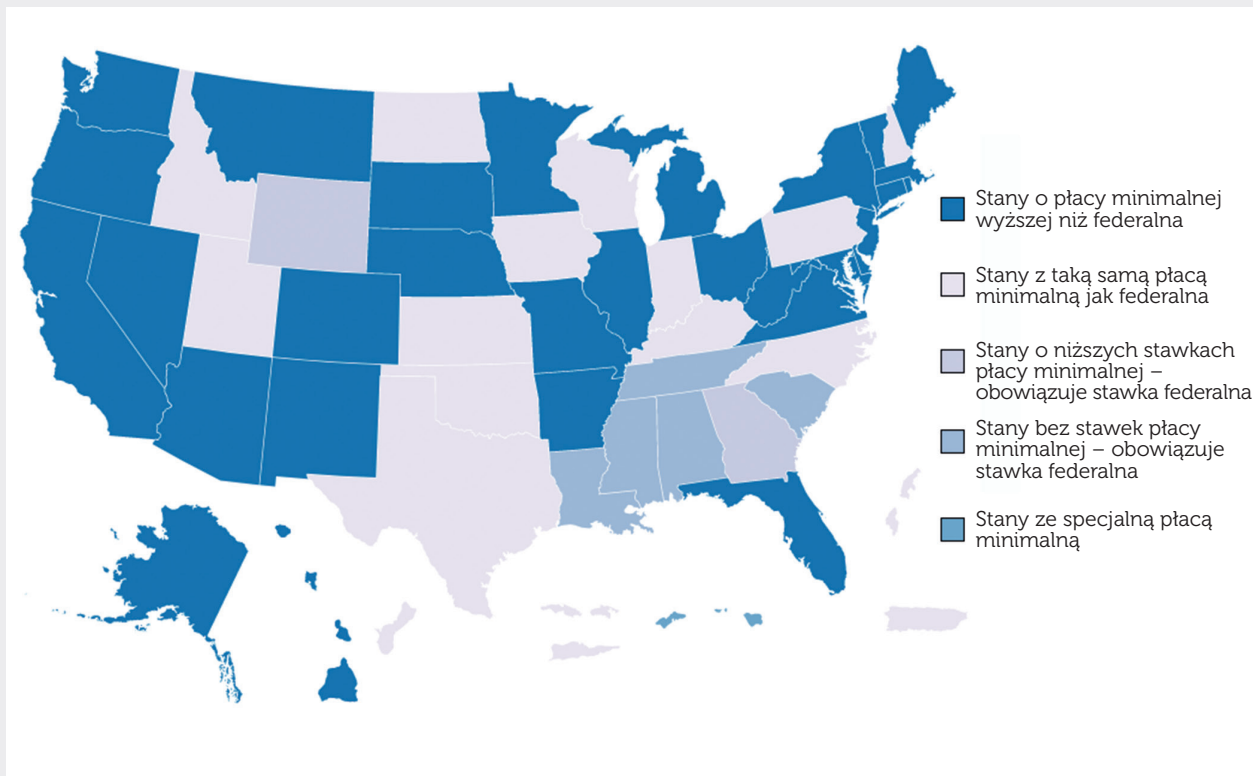 Stany o płacy minimalnej
wyższej niż federalna
Stany z taką samą płacą
minimalną jak federalna
Stany o niższych stawkach
płacy minimalnej –
obowiązuje stawka federalna
Stany bez stawek płacy
minimalnej – obowiązuje
stawka federalna
Stany ze specjalną płacą
minimalną